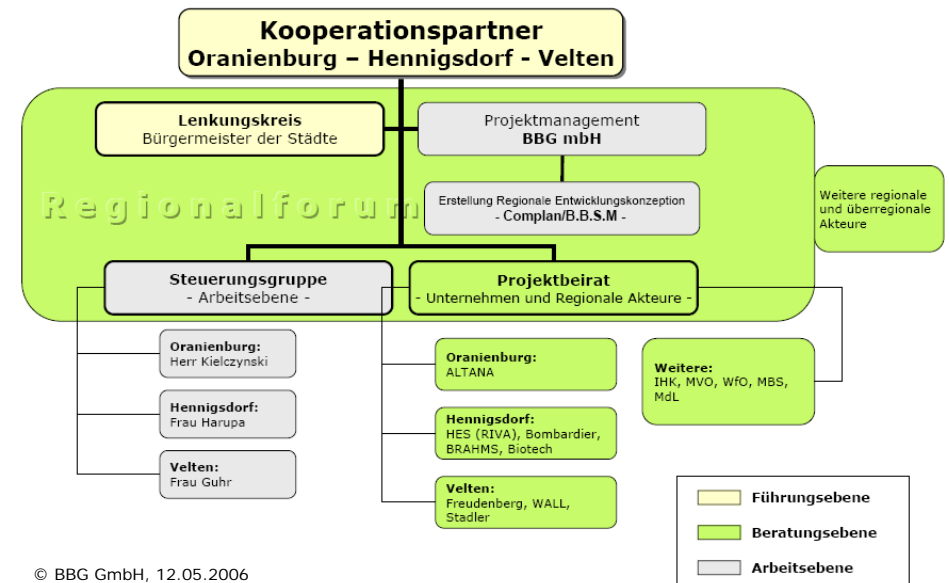 Kooperationspartner
Oranienburg – Hennigsdorf - Velten
Lenkungskreis
Bürgermeister der Städte
Projektmanagement
BBG mbH
Regionalforum
Erstellung Regionale Entwicklungskonzeption
- Complan/B.B.S.M -
Weitere regionale
und überregionale
Akteure
Steuerungsgruppe
- Arbeitsebene -
Projektbeirat
- Unternehmen und Regionale Akteure -
Oranienburg:
Herr Kielczynski
Hennigsdorf:
Frau Harupa
Velten:
Frau Guhr
Oranienburg:
ALTANA
Hennigsdorf:
HES (RIVA), Bombardier,
BRAHMS, Biotech
Velten:
Freudenberg, WALL,
Stadler
Weitere:
IHK, MVO, WfO, MBS,
MdL
Führungsebene
Beratungsebene
Arbeitsebene
© BBG GmbH, 12.05.2006